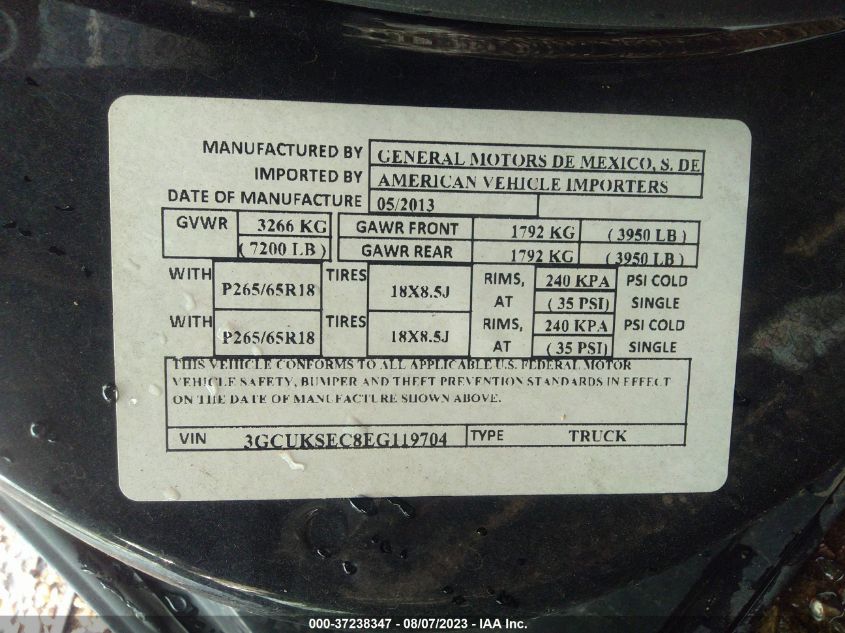 MANUFACTURED BY GENERAL MOTORS DE MEXICO, S. DE
IMPORTED BY AMERICAN VEHICLE IMPORTERS
DATE OF MANUFACTURE 05/2013
GVWR 3266 KG GAWR FRONT 1792 KG ( 3950 LB )
( 7200 LB ) GAWR REAR 1792 KG ( 3950 LB )
WITH P265/65R18 TIRES 18X8.5J RIMS, 240 KPA PSI COLD
AT ( 35 PSI) SINGLE
WITH P265/65R18 TIRES 18X8.5J RIMS, 240 KPA PSI COLD
AT ( 35 PSI) SINGLE
THIS VEHICLE CONFORMS TO ALL APPLICABLE U.S. FEDERAL MOTOR
VEHICLE SAFETY, BUMPER AND THEFT PREVENTION STANDARDS IN EFFECT
ON THE DATE OF MANUFACTURE SHOWN ABOVE.
VIN 3GCUKSEC8EG119704 TYPE TRUCK
000-37238347 - 08/07/2023 - IAA Inc.